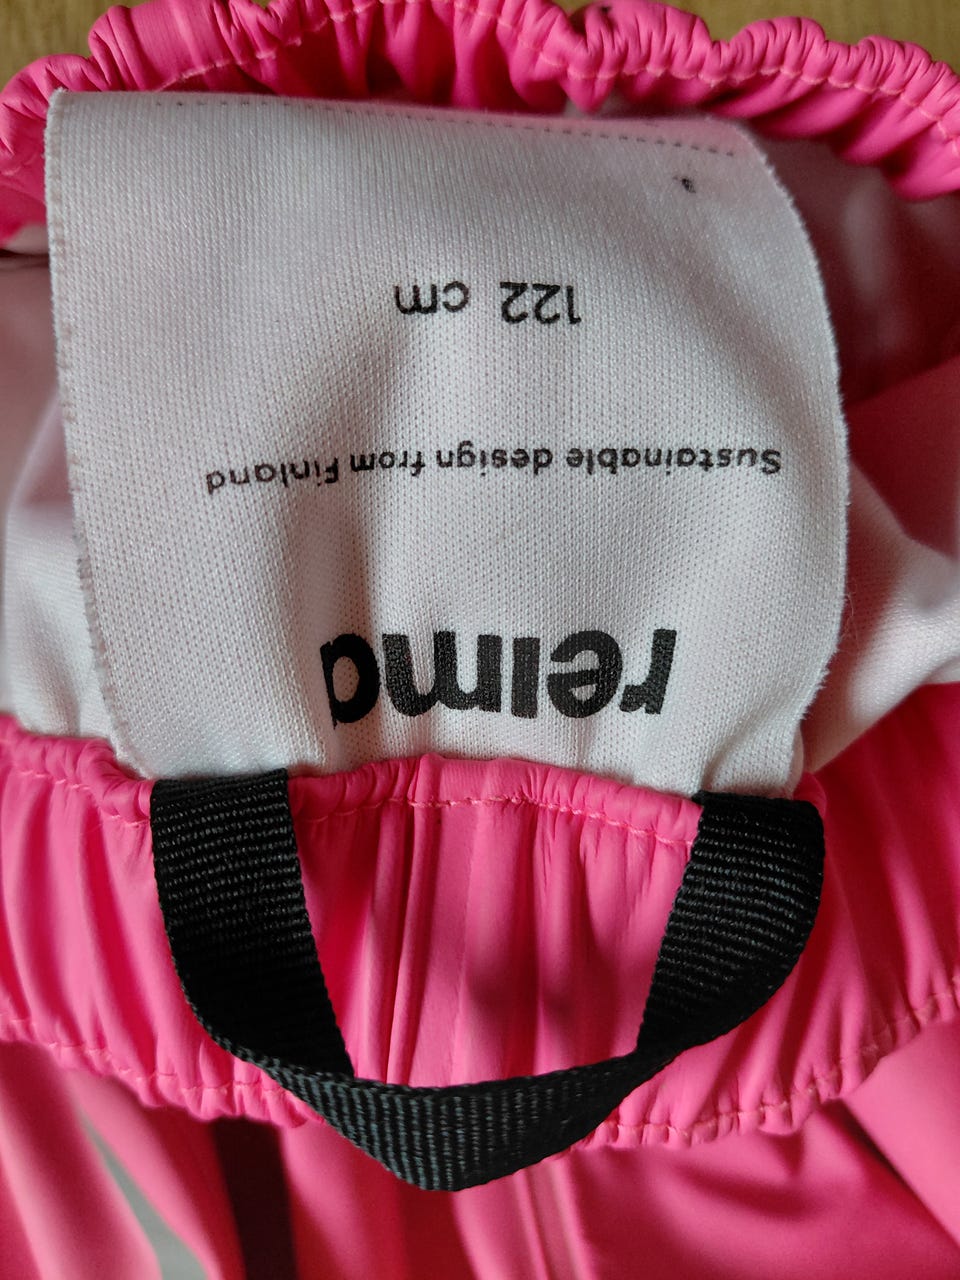 reima
Sustainable design from Finland
122 cm